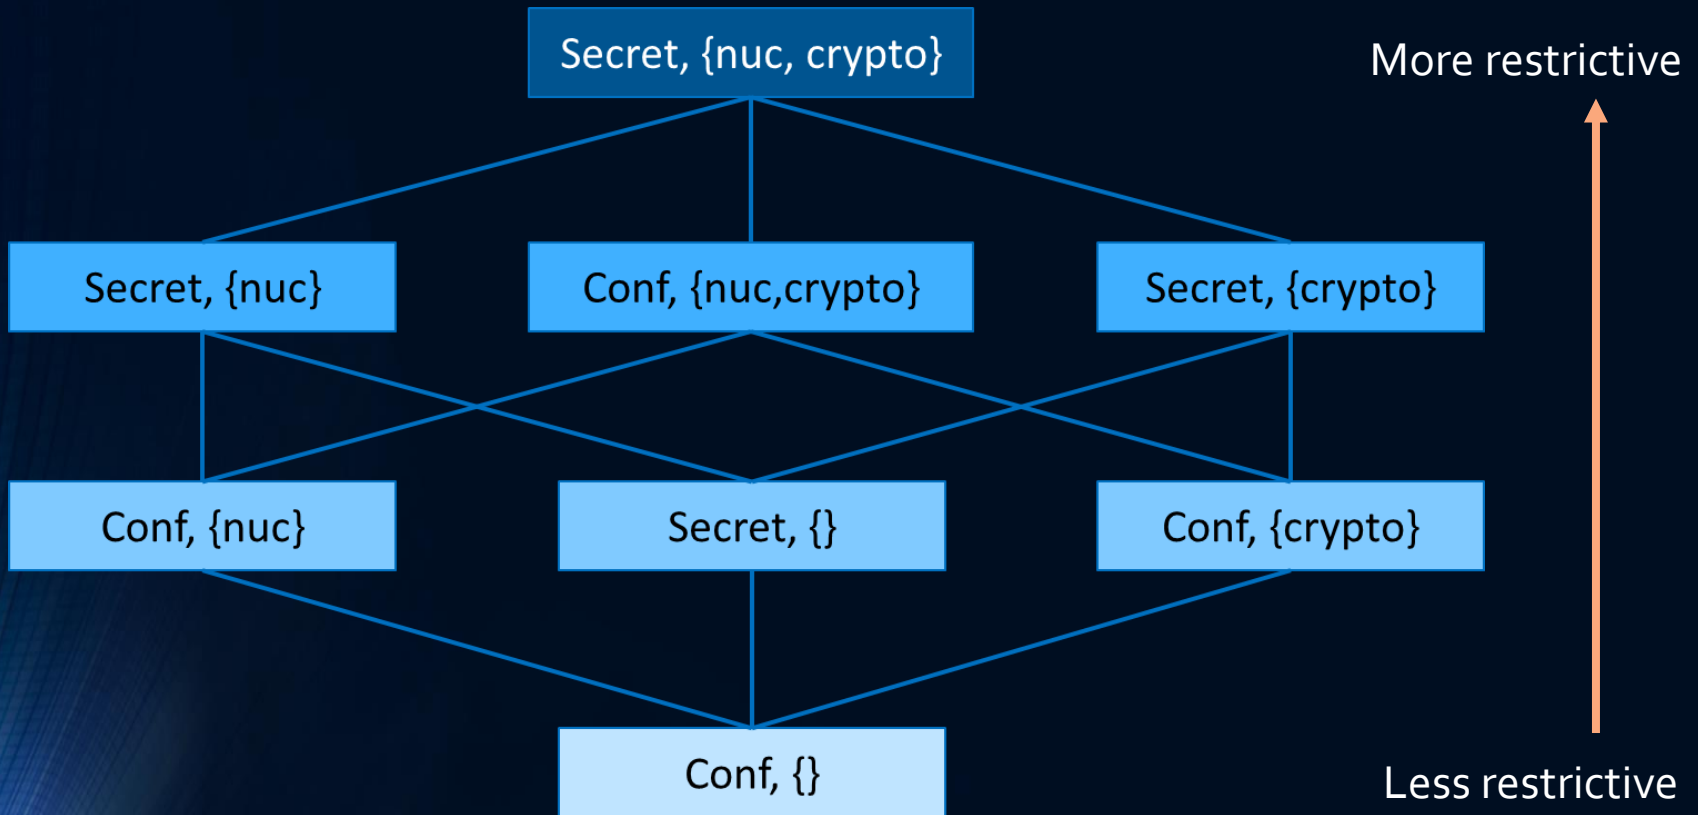 Secret, {nuc, crypto}
More restrictive
Secret, {nuc}
Conf, {nuc,crypto}
Secret, {crypto}
Conf, {nuc}
Secret, {}
Conf, {crypto}
Conf, {}
Less restrictive